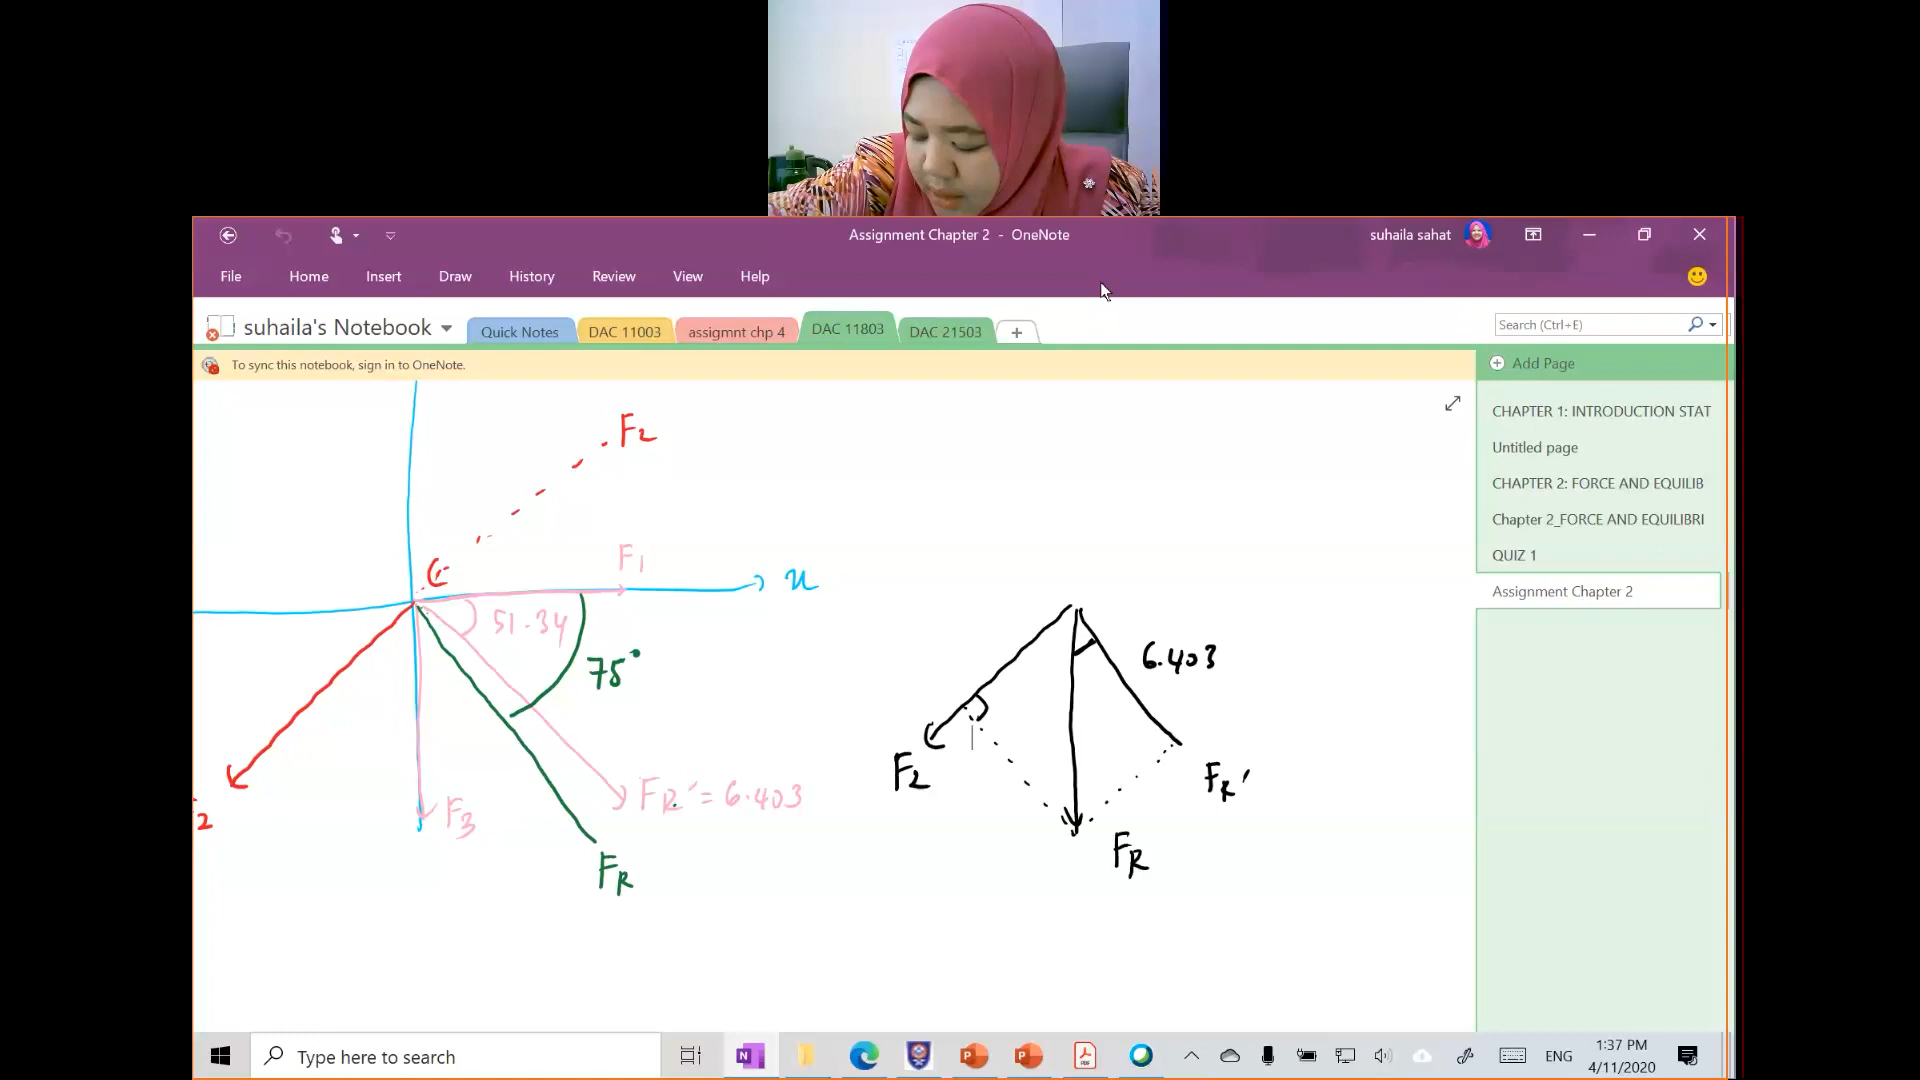 Assignment Chapter 2 - OneNote
suhaila sahat
File Home Insert Draw History Review View Help
suhaila's Notebook
Quick Notes
DAC 11003
assigmnt chp 4
DAC 11803
DAC 21503
Search (Ctrl+E)
To sync this notebook, sign in to OneNote.
Add Page
CHAPTER 1: INTRODUCTION STAT
Untitled page
CHAPTER 2: FORCE AND EQUILIB
Chapter 2_FORCE AND EQUILIBRI
QUIZ 1
Assignment Chapter 2
F2
F1
x
51.34
75°
FR' = 6.403
F3
FR
2
6.403
F2
FR'
FR
Type here to search
ENG
1:37 PM
4/11/2020